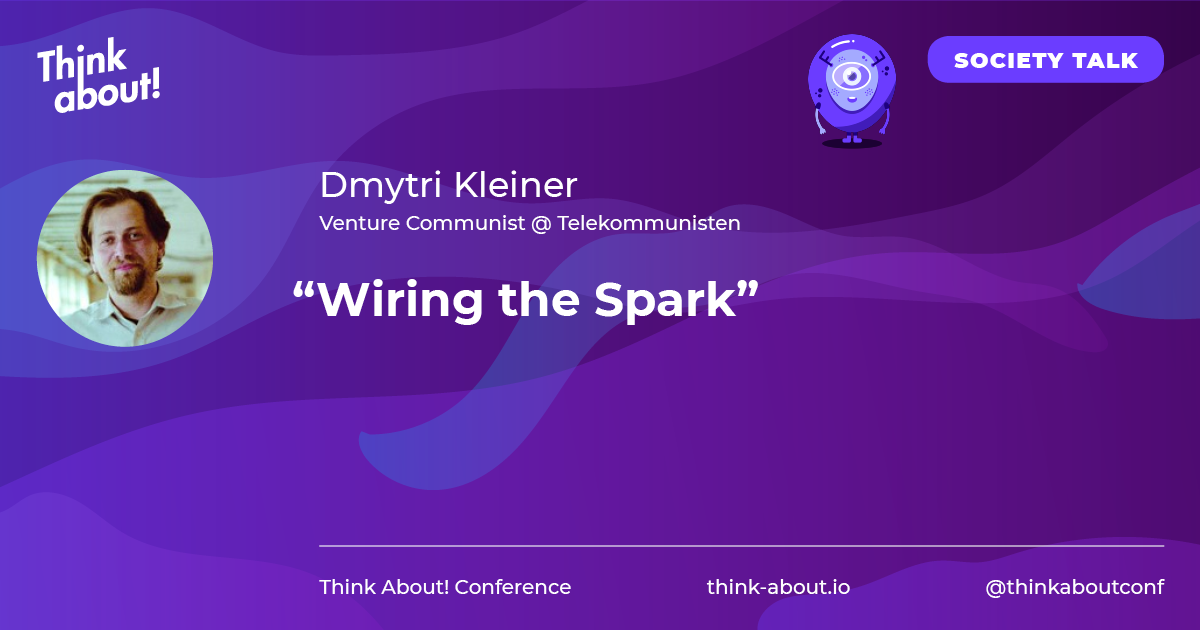 Think
about!
SOCIETY TALK
Dmytri Kleiner
Venture Communist @ Telekommunisten
“Wiring the Spark”
Think About! Conference
think-about.io
@thinkaboutconf